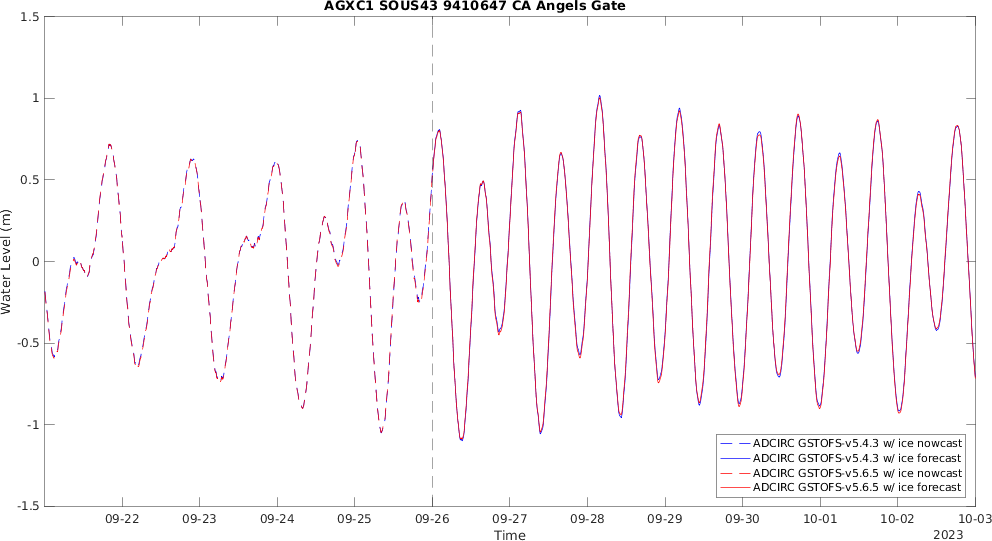 AGXC1 SOUS43 9410647 CA Angels Gate
Water Level (m)
1.5
1
0.5
0
-0.5
-1
-1.5
ADCIRC GSTOFS-v5.4.3 w/ ice nowcast
ADCIRC GSTOFS-v5.4.3 w/ ice forecast
ADCIRC GSTOFS-v5.6.5 w/ ice nowcast
ADCIRC GSTOFS-v5.6.5 w/ ice forecast
09-22 09-23 09-24 09-25 09-26 09-27 09-28 09-29 09-30 10-01 10-02 10-03
Time
2023